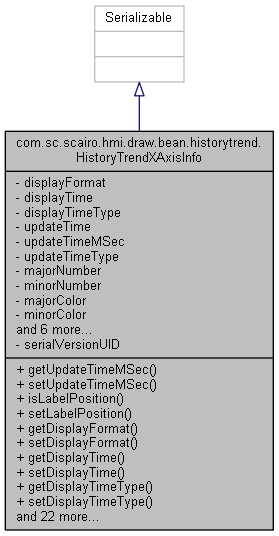 Serializable
com.sc.scairo.hmi.draw.bean.historytrend.
HistoryTrendXAxisInfo
- displayFormat
- displayTime
- displayTimeType
- updateTime
- updateTimeMSec
- updateTimeType
- majorNumber
- minorNumber
- majorColor
- minorColor
and 6 more...
- serialVersionUID
+ getUpdateTimeMSec()
+ setUpdateTimeMSec()
+ isLabelPosition()
+ setLabelPosition()
+ getDisplayFormat()
+ setDisplayFormat()
+ getDisplayTime()
+ setDisplayTime()
+ getDisplayTimeType()
+ setDisplayTimeType()
and 22 more...